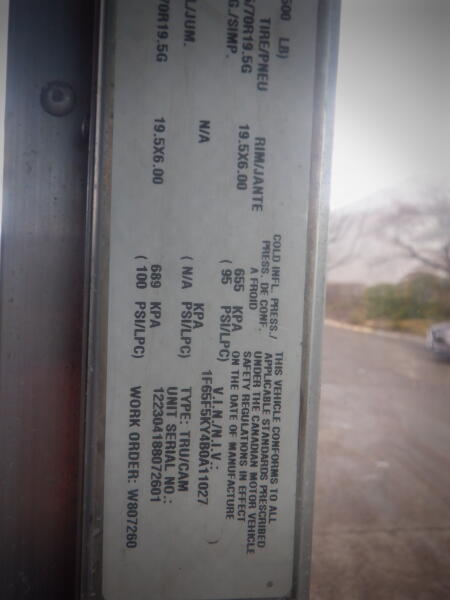 500 LB)
TIRE/PNEU
/70R19.5G
G./SIMP.
L/JUM.
70R19.5G
RIM/JANTE
19.5X6.00
N/A
19.5X6.00
COLD INFL. PRESS./
PRESS. DE CONF.
A FROID
655 KPA
( 95 PSI/LPC)
KPA
( N/A PSI/LPC)
689 KPA
( 100 PSI/LPC)
THIS VEHICLE CONFORMS TO ALL
APPLICABLE STANDARDS PRESCRIBED
UNDER THE CANADIAN MOTOR VEHICLE
SAFETY REGULATIONS IN EFFECT
ON THE DATE OF MANUFACTURE
V.I.N./N.I.V.:
1F65F5KY4B0A11027 )
TYPE: TRU/CAM
UNIT SERIAL NO.:
122304188072601
WORK ORDER: W807260